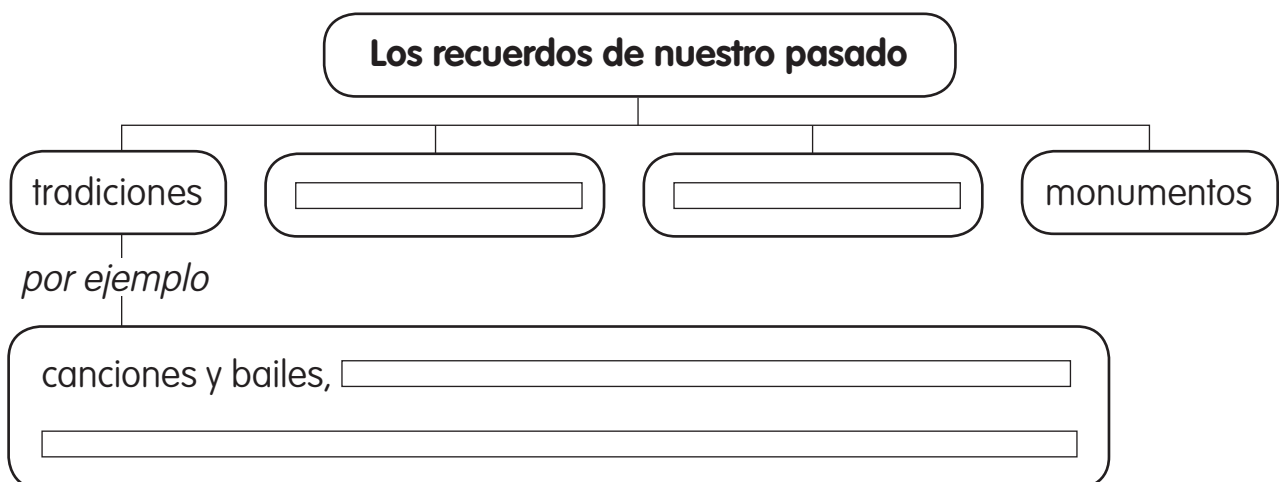 Los recuerdos de nuestro pasado
tradiciones
monumentos
por ejemplo
canciones y bailes,